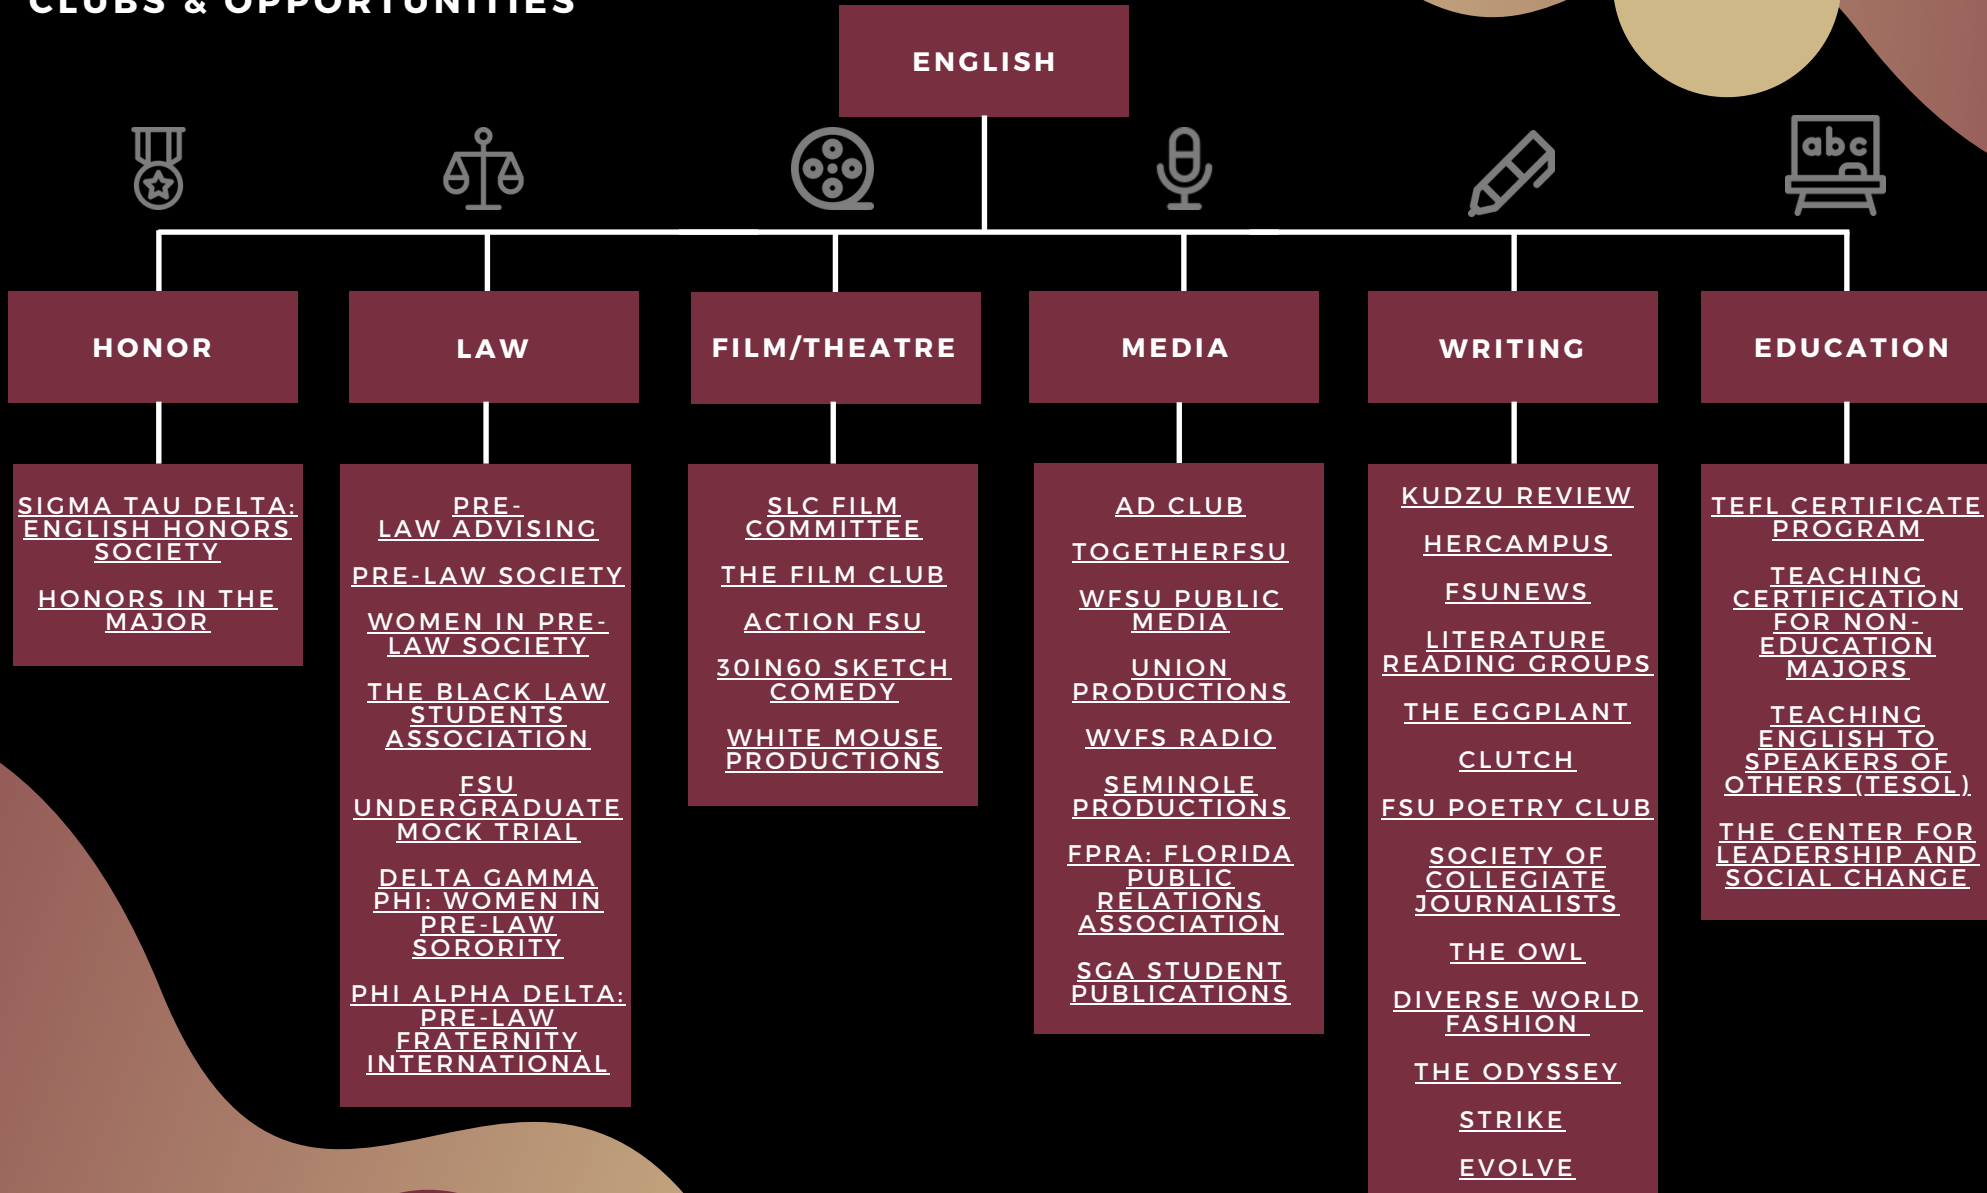 CLUBS & OPPORTUNITIES
ENGLISH
abc
HONOR
LAW
FILM/THEATRE
MEDIA
WRITING
EDUCATION
SIGMA TAU DELTA:
ENGLISH HONORS
SOCIETY
HONORS IN THE
MAJOR
PRE-
LAW ADVISING
PRE-LAW SOCIETY
WOMEN IN PRE-
LAW SOCIETY
THE BLACK LAW
STUDENTS
ASSOCIATION
FSU
UNDERGRADUATE
MOCK TRIAL
DELTA GAMMA
PHI: WOMEN IN
PRE-LAW
SORORITY
PHI ALPHA DELTA:
PRE-LAW
FRATERNITY
INTERNATIONAL
SLC FILM
COMMITTEE
THE FILM CLUB
ACTION FSU
30IN60 SKETCH
COMEDY
WHITE MOUSE
PRODUCTIONS
AD CLUB
TOGETHERFSU
WFSU PUBLIC
MEDIA
UNION
PRODUCTIONS
WVFS RADIO
SEMINOLE
PRODUCTIONS
FPRA: FLORIDA
PUBLIC
RELATIONS
ASSOCIATION
SGA STUDENT
PUBLICATIONS
KUDZU REVIEW
HERCAMPUS
FSUNEWS
LITERATURE
READING GROUPS
THE EGGPLANT
CLUTCH
FSU POETRY CLUB
SOCIETY OF
COLLEGIATE
JOURNALISTS
THE OWL
DIVERSE WORLD
FASHION
THE ODYSSEY
STRIKE
EVOLVE
TEFL CERTIFICATE
PROGRAM
TEACHING
CERTIFICATION
FOR NON-
EDUCATION
MAJORS
TEACHING
ENGLISH TO
SPEAKERS OF
OTHERS (TESOL)
THE CENTER FOR
LEADERSHIP AND
SOCIAL CHANGE